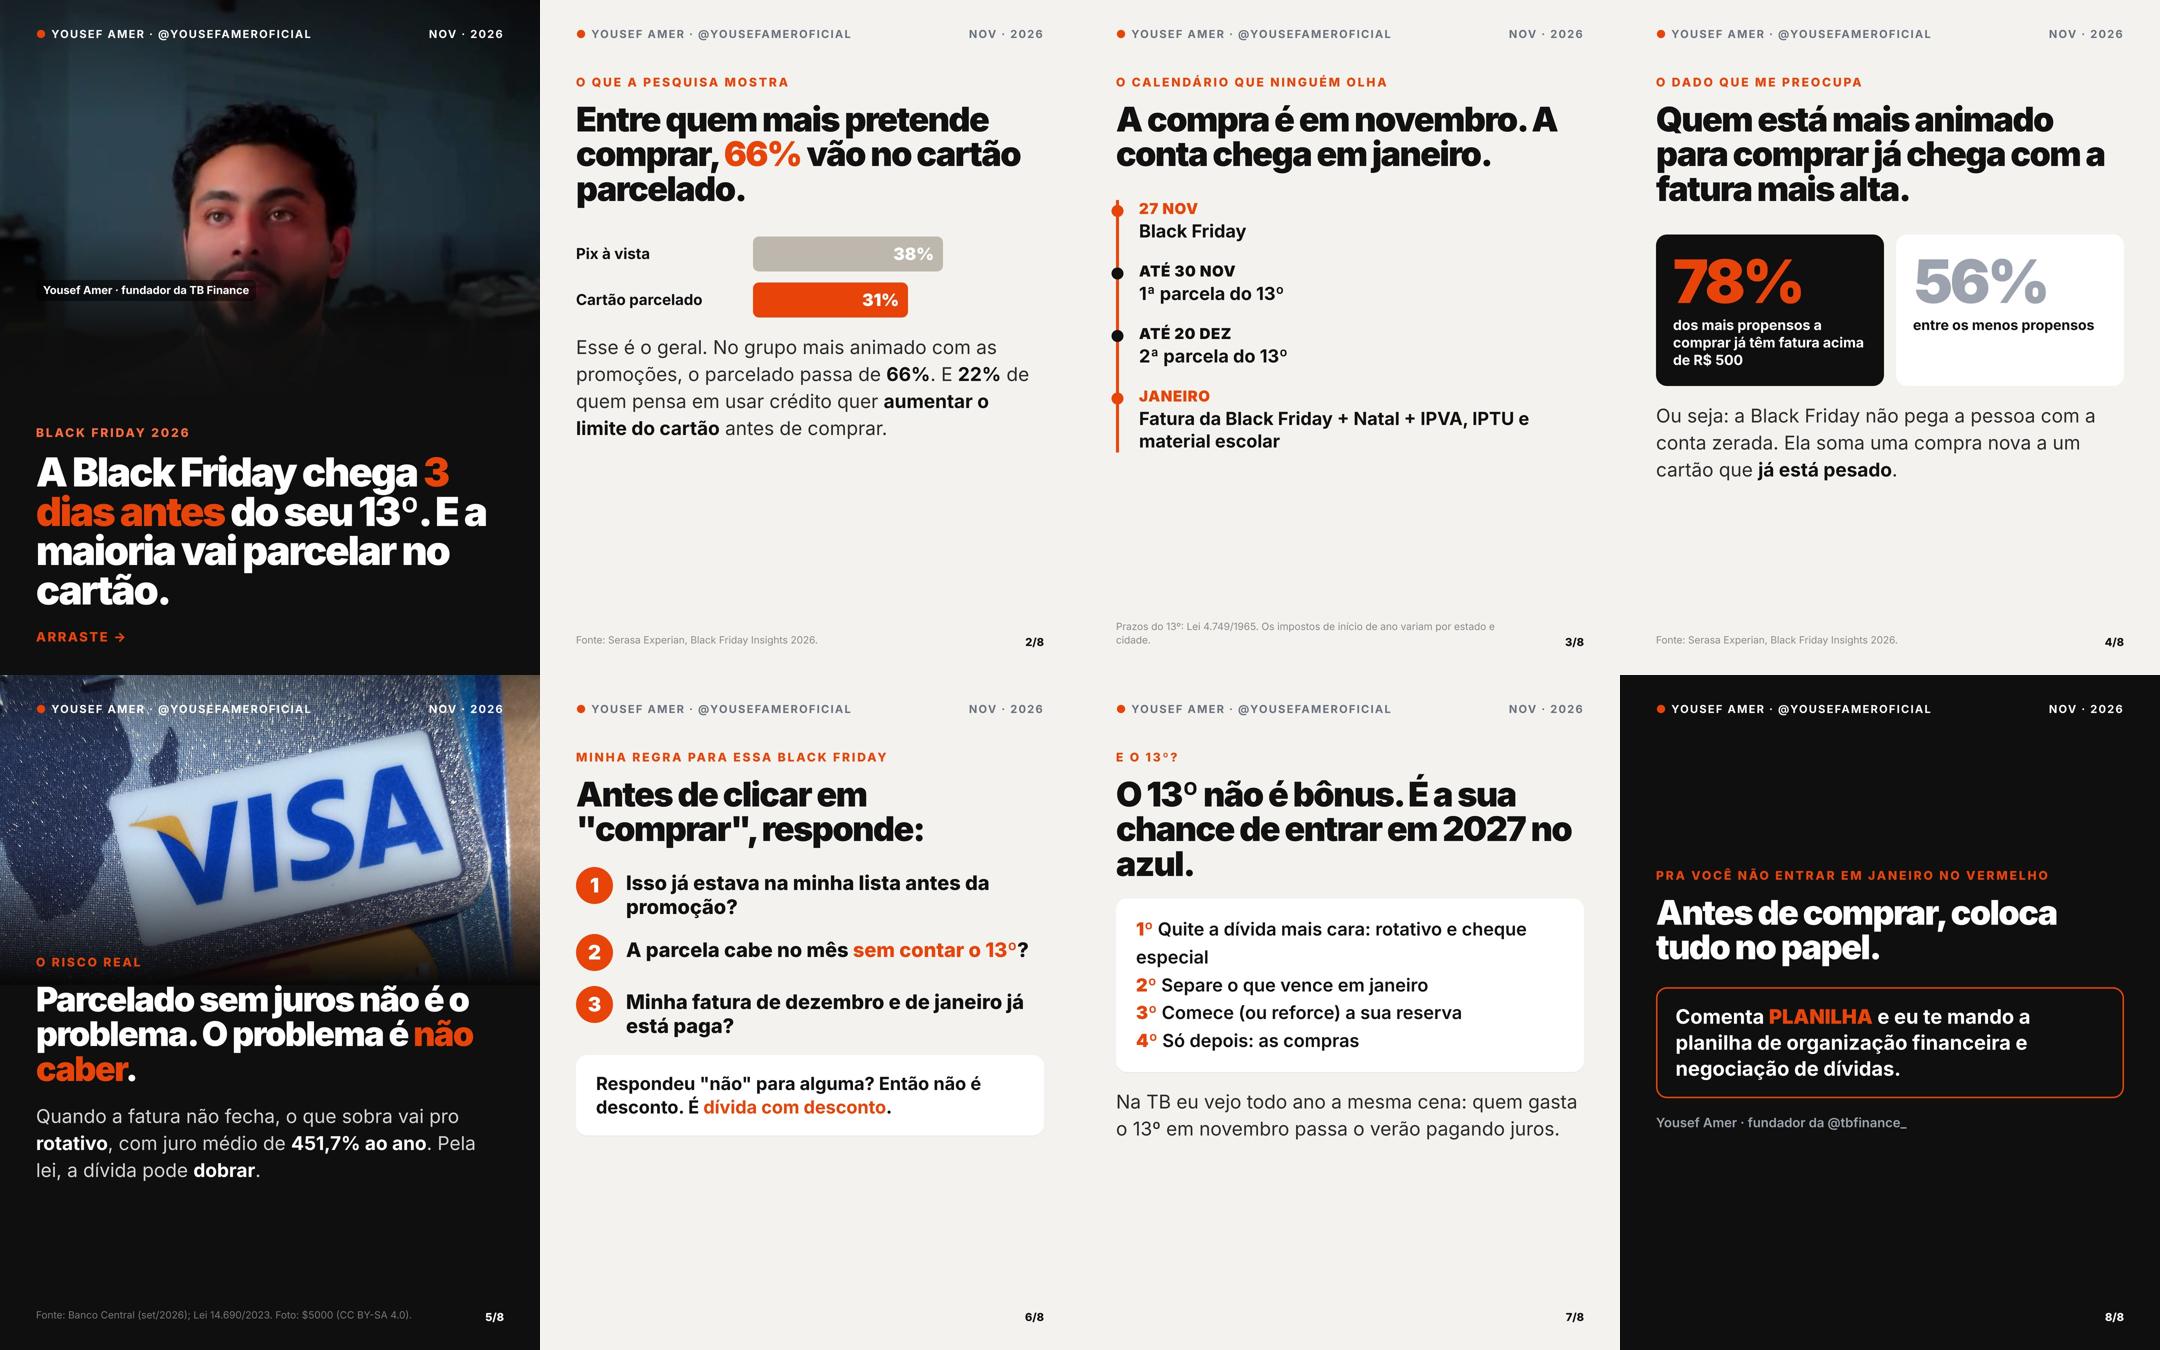 YOUSEF AMER · @YOUSEFAMEROFICIAL
NOV · 2026
Yousef Amer · fundador da TB Finance
BLACK FRIDAY 2026
A Black Friday chega 3
dias antes do seu 13º. E a
maioria vai parcelar no
cartão.
ARRASTE →
YOUSEF AMER · @YOUSEFAMEROFICIAL
NOV · 2026
O QUE A PESQUISA MOSTRA
Entre quem mais pretende
comprar, 66% vão no cartão
parcelado.
Pix à vista
38%
Cartão parcelado
31%
Esse é o geral. No grupo mais animado com as
promoções, o parcelado passa de 66%. E 22% de
quem pensa em usar crédito quer aumentar o
limite do cartão antes de comprar.
Fonte: Serasa Experian, Black Friday Insights 2026.
2/8
YOUSEF AMER · @YOUSEFAMEROFICIAL
NOV · 2026
O CALENDÁRIO QUE NINGUÉM OLHA
A compra é em novembro. A
conta chega em janeiro.
27 NOV
Black Friday
ATÉ 30 NOV
1ª parcela do 13º
ATÉ 20 DEZ
2ª parcela do 13º
JANEIRO
Fatura da Black Friday + Natal + IPVA, IPTU e
material escolar
Prazos do 13º: Lei 4.749/1965. Os impostos de início de ano variam por estado e
cidade.
3/8
YOUSEF AMER · @YOUSEFAMEROFICIAL
NOV · 2026
O DADO QUE ME PREOCUPA
Quem está mais animado
para comprar já chega com a
fatura mais alta.
78%
dos mais propensos a
comprar já têm fatura acima
de R$ 500
56%
entre os menos propensos
Ou seja: a Black Friday não pega a pessoa com a
conta zerada. Ela soma uma compra nova a um
cartão que já está pesado.
Fonte: Serasa Experian, Black Friday Insights 2026.
4/8
YOUSEF AMER · @YOUSEFAMEROFICIAL
NOV · 2026
VISA
O RISCO REAL
Parcelado sem juros não é o
problema. O problema é não
caber.
Quando a fatura não fecha, o que sobra vai pro
rotativo, com juro médio de 451,7% ao ano. Pela
lei, a dívida pode dobrar.
Fonte: Banco Central (set/2026); Lei 14.690/2023. Foto: $5000 (CC BY-SA 4.0).
5/8
YOUSEF AMER · @YOUSEFAMEROFICIAL
NOV · 2026
MINHA REGRA PARA ESSA BLACK FRIDAY
Antes de clicar em
"comprar", responde:
1 Isso já estava na minha lista antes da
promoção?
2 A parcela cabe no mês sem contar o 13º?
3 Minha fatura de dezembro e de janeiro já
está paga?
Respondeu "não" para alguma? Então não é
desconto. É dívida com desconto.
6/8
YOUSEF AMER · @YOUSEFAMEROFICIAL
NOV · 2026
E O 13º?
O 13º não é bônus. É a sua
chance de entrar em 2027 no
azul.
1º Quite a dívida mais cara: rotativo e cheque
especial
2º Separe o que vence em janeiro
3º Comece (ou reforce) a sua reserva
4º Só depois: as compras
Na TB eu vejo todo ano a mesma cena: quem gasta
o 13º em novembro passa o verão pagando juros.
7/8
YOUSEF AMER · @YOUSEFAMEROFICIAL
NOV · 2026
PRA VOCÊ NÃO ENTRAR EM JANEIRO NO VERMELHO
Antes de comprar, coloca
tudo no papel.
Comenta PLANILHA e eu te mando a
planilha de organização financeira e
negociação de dívidas.
Yousef Amer · fundador da @tbfinance_
8/8